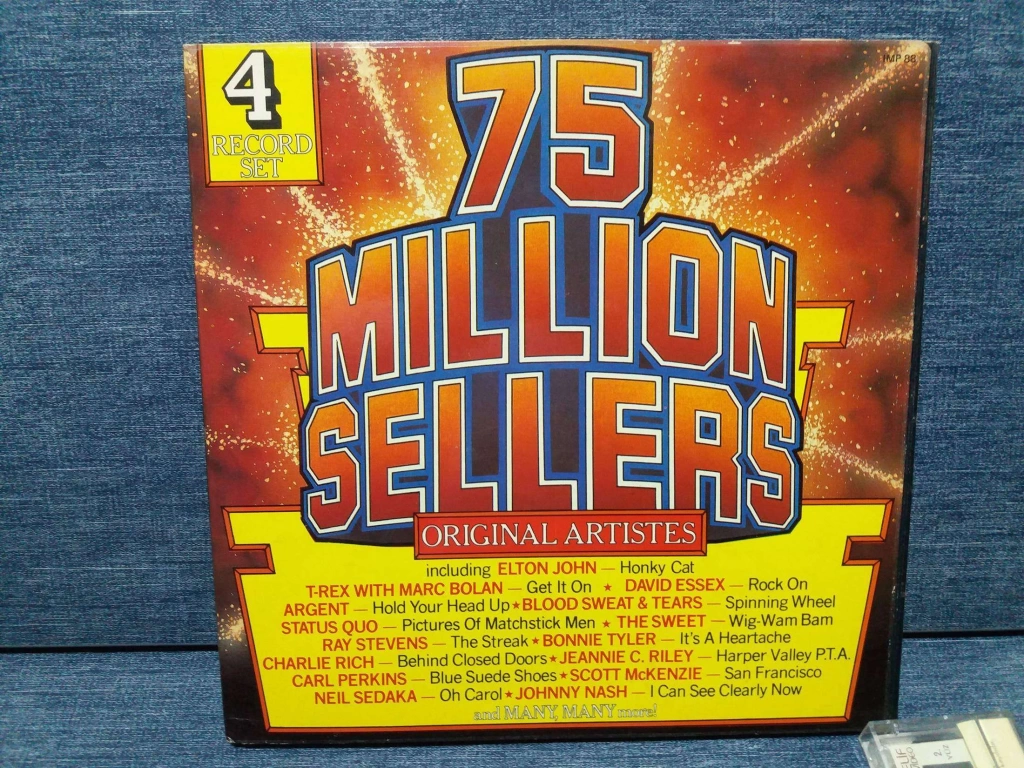 4
RECORD
SET
IMP 88
75
MILLION
SELLERS
ORIGINAL ARTISTES
including ELTON JOHN — Honky Cat
T-REX WITH MARC BOLAN — Get It On ★ DAVID ESSEX — Rock On
ARGENT — Hold Your Head Up ★ BLOOD SWEAT & TEARS — Spinning Wheel
STATUS QUO — Pictures Of Matchstick Men ★ THE SWEET — Wig-Wam Bam
RAY STEVENS — The Streak ★ BONNIE TYLER — It's A Heartache
CHARLIE RICH — Behind Closed Doors ★ JEANNIE C. RILEY — Harper Valley P.T.A.
CARL PERKINS — Blue Suede Shoes ★ SCOTT McKENZIE — San Francisco
NEIL SEDAKA — Oh Carol ★ JOHNNY NASH — I Can See Clearly Now
and MANY, MANY more!